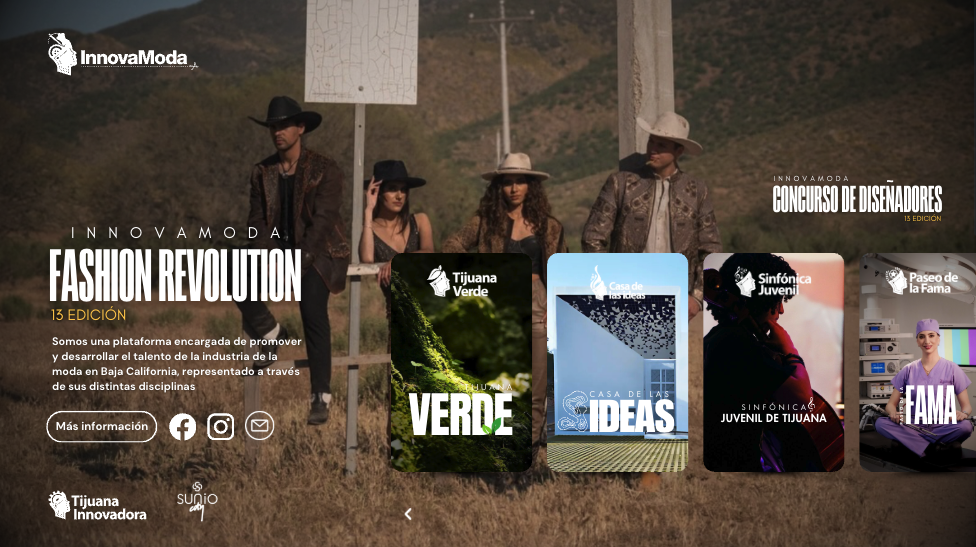 InnovaModa
INNOVAMODA
CONCURSO DE DISEÑADORES
13 EDICIÓN
INNOVAMODA
FASHION REVOLUTION
13 EDICIÓN
Somos una plataforma encargada de promover
y desarrollar el talento de la industria de la
moda en Baja California, representado a través
de sus distintas disciplinas
Más información
Tijuana
Innovadora
sunio
Tijuana
Verde
VERDE
Casa de
las Ideas
CASA DE LAS
IDEAS
Sinfónica
Juvenil
SINFÓNICA
JUVENIL DE TIJUANA
Paseo de
la Fama
FAMA